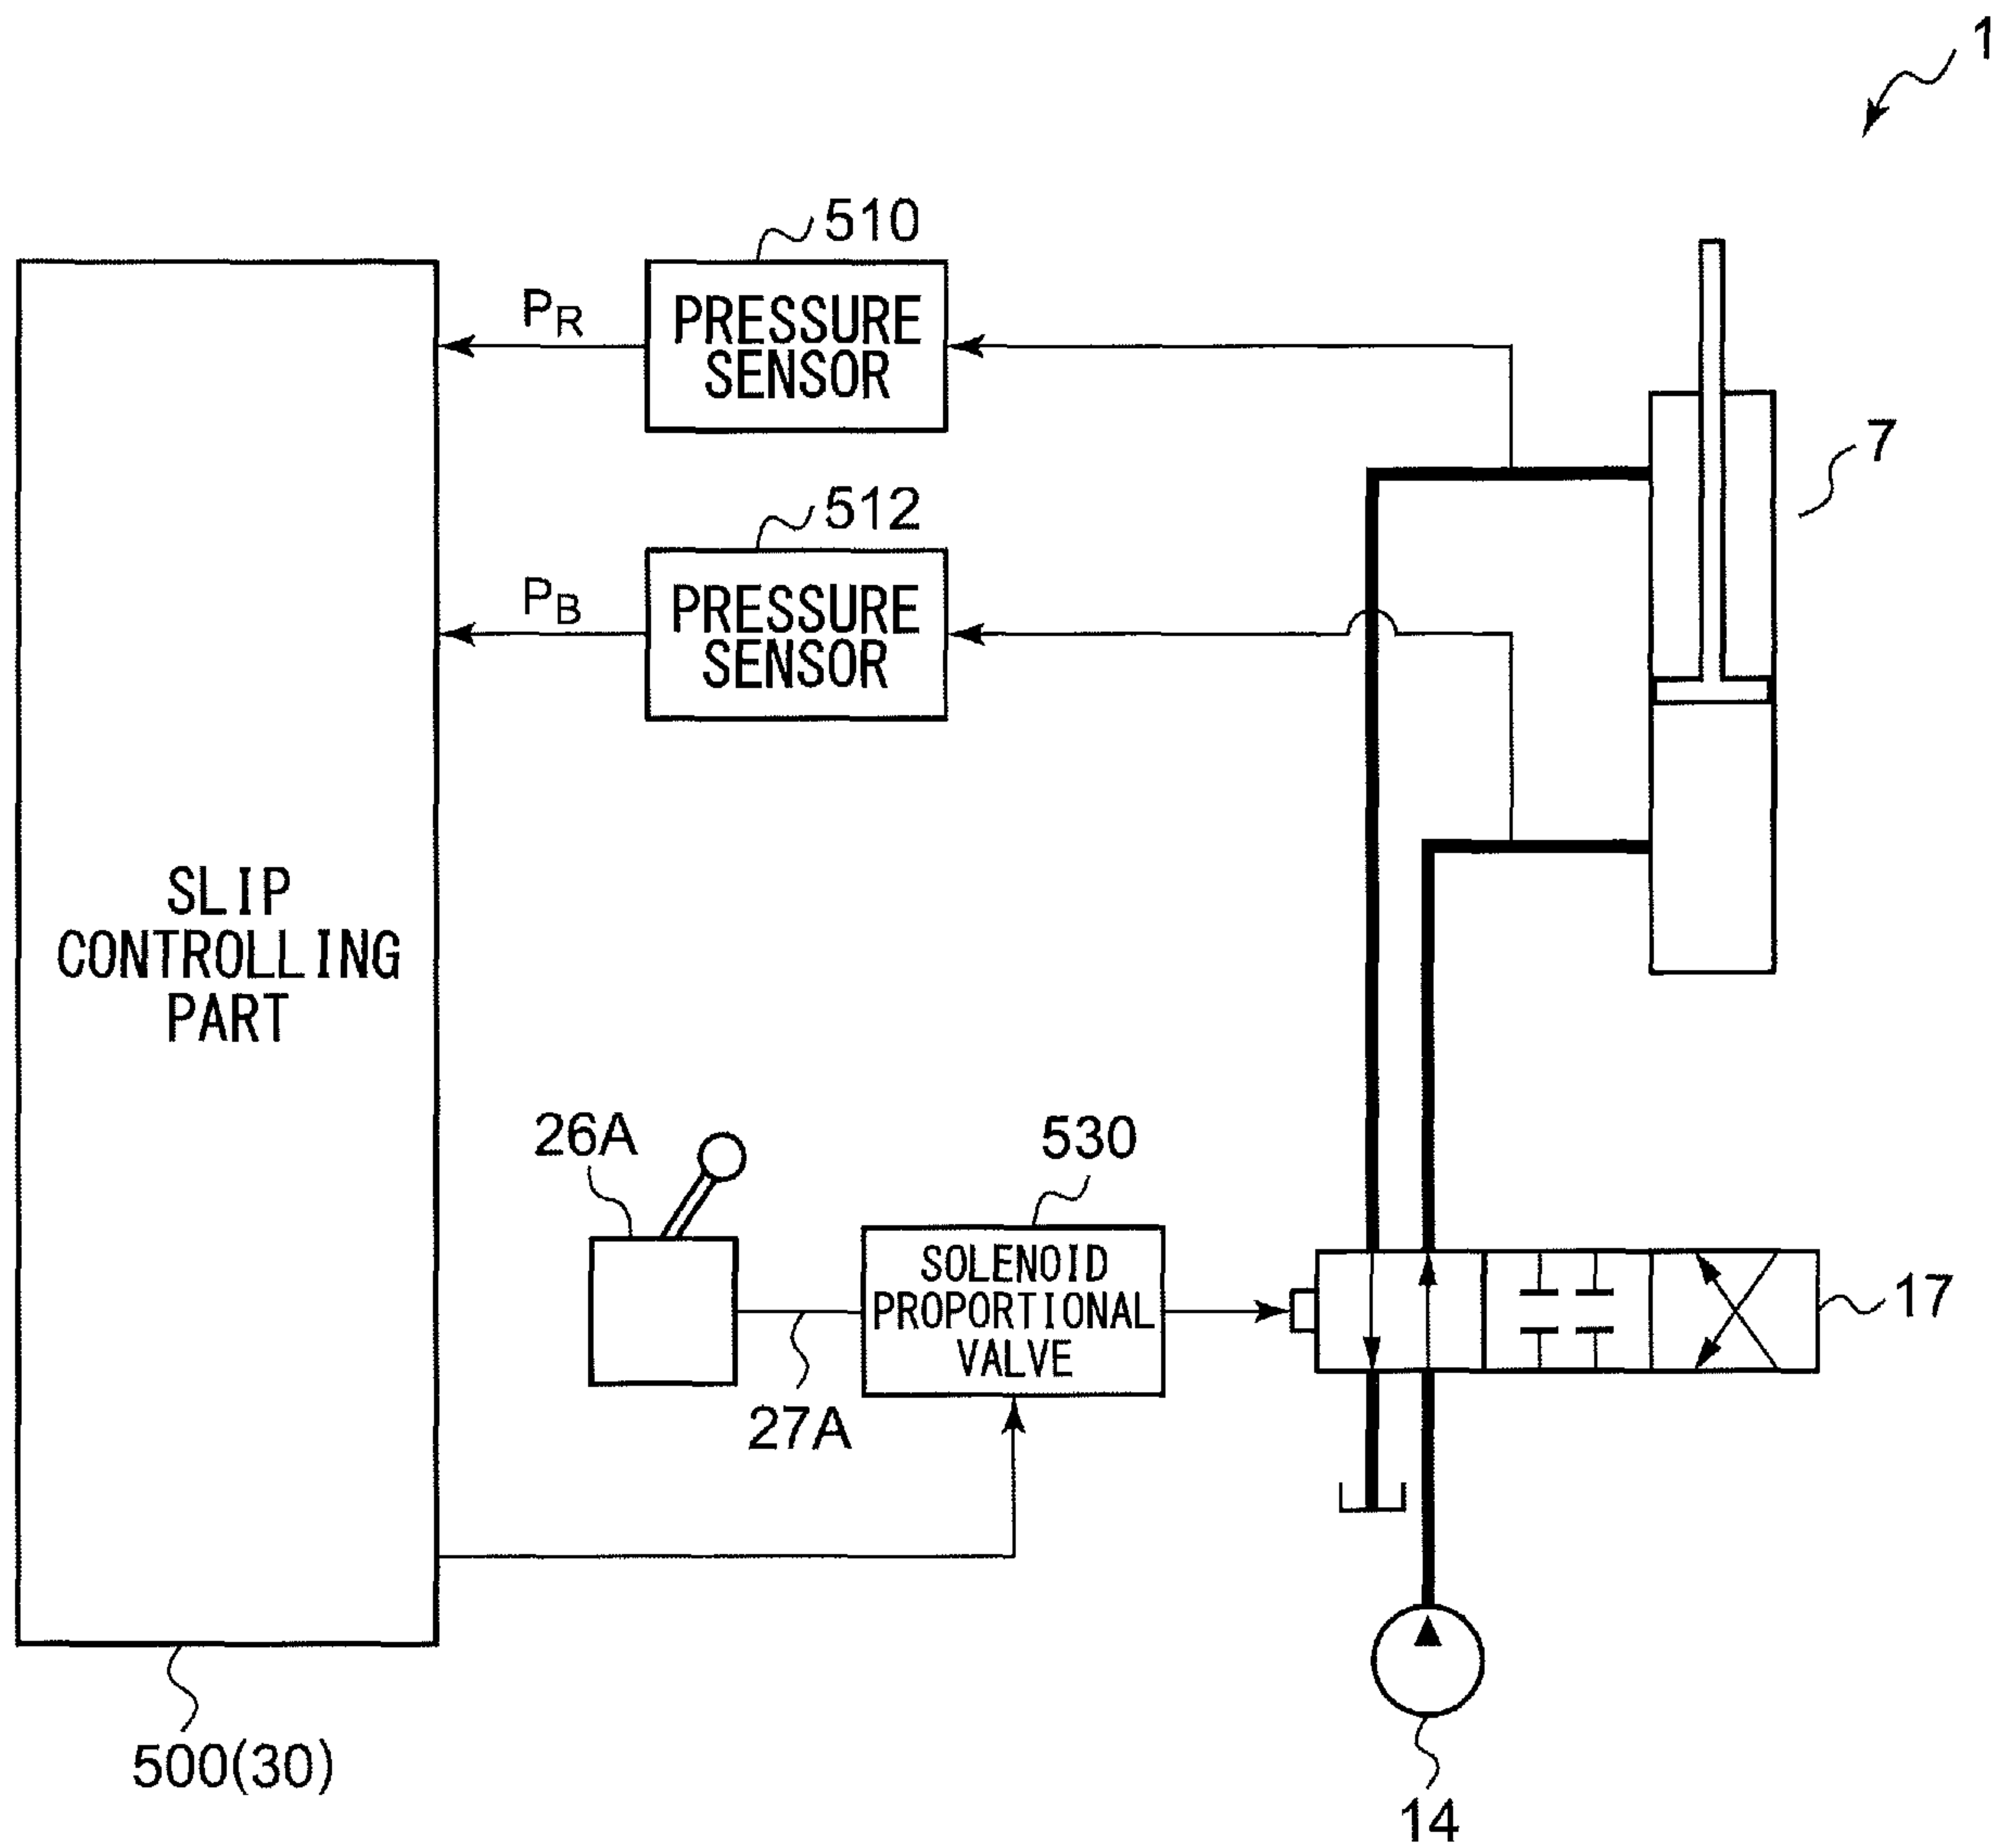 1
510
PRESSURE
SENSOR
PR
7
512
PRESSURE
SENSOR
PB
SLIP
CONTROLLING
PART
26A
530
SOLENOID
PROPORTIONAL
VALVE
17
27A
500(30)
14